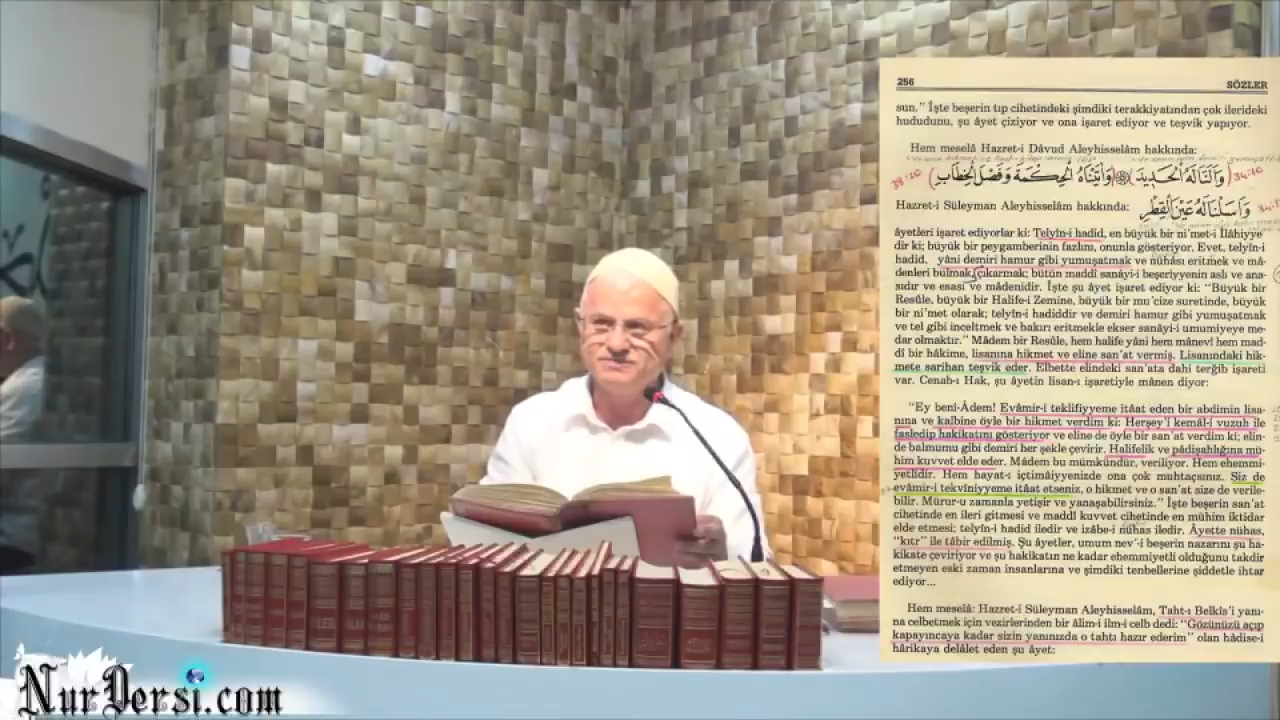 256 SÖZLER
sun." İşte beşerin tıp cihetindeki şimdiki terakkiyatından çok ilerideki
hududunu, şu âyet çiziyor ve ona işaret ediyor ve teşvik yapıyor.
Hem meselâ Hazret-i Dâvud Aleyhisselâm hakkında:
38:20 (وَاَلَنَّا لَهُ الْحَدِيدَ) (وَاٰتَيْنَاهُ الْحِكْمَةَ وَفَصْلَ الْخِطَابِ) 34:10
Hazret-i Süleyman Aleyhisselâm hakkında: وَاَسَلْنَا لَهُ عَيْنَ الْقِطْرِ
âyetleri işaret ediyorlar ki: Telyîn-i hadîd, en büyük bir ni'met-i İlâhiyye
dir ki; büyük bir peygamberinin fazlını, onunla gösteriyor. Evet, telyîn-i
hadîd, yâni demiri hamur gibi yumuşatmak ve nühâsı eritmek ve mâ-
denleri bulmak, çıkarmak; bütün maddî sanâyi-i beşeriyyenin aslı ve ana-
sıdır ve esası ve mâdenidir. İşte şu âyet işaret ediyor ki: "Büyük bir
Resûle, büyük bir Halife-i Zemine, büyük bir mu'cize suretinde, büyük
bir ni'met olarak; telyîn-i hadiddir ve demiri hamur gibi yumuşatmak
ve tel gibi inceltmek ve bakırı eritmekle ekser sanâyi-i umumiyeye me-
dar olmaktır." Mâdem bir Resûle, hem halife yâni hem mânevî hem mad-
dî bir hâkime, lisanına hikmet ve eline san'at vermiş. Lisanındaki hik-
mete sarihan teşvik eder. Elbette elindeki san'ata dahi terğib işareti
var. Cenab-ı Hak, şu âyetin lisan-ı işaretiyle mânen diyor:
"Ey benî-Âdem! Evâmir-i teklifiyyeme itâat eden bir abdimin lisa-
nına ve kalbine öyle bir hikmet verdim ki: Herşey'i kemâl-i vuzuh ile
fasledip hakikatını gösteriyor ve eline de öyle bir san'at verdim ki; elin-
de balmumu gibi demiri her şekle çevirir. Halifelik ve pâdişahlığına mü-
him kuvvet elde eder. Mâdem bu mümkündür, veriliyor. Hem ehemmi-
yetlidir. Hem hayat-ı içtimâiyyenizde ona çok muhtaçsınız. Siz de
evâmir-i tekvîniyyeme itâat etseniz, o hikmet ve o san'at size de verile-
bilir. Mürur-u zamanla yetişir ve yanaşabilirsiniz." İşte beşerin san'at
cihetinde en ileri gitmesi ve maddî kuvvet cihetinde en mühim iktidar
elde etmesi; telyîn-i hadîd iledir ve izâbe-i nühas iledir. Âyette nühas,
"kıtr" ile tâbir edilmiş. Şu âyetler, umum nev'-i beşerin nazarını şu ha-
kikate çeviriyor ve şu hakikatın ne kadar ehemmiyetli olduğunu takdir
etmeyen eski zaman insanlarına ve şimdiki tenbellerine şiddetle ihtar
ediyor...
Hem meselâ: Hazret-i Süleyman Aleyhisselâm, Taht-ı Belkîs'i yanı-
na celbetmek için vezirlerinden bir âlim-i ilm-i celb dedi: "Gözünüzü açıp
kapayıncaya kadar sizin yanınızda o tahtı hazır ederim" olan hâdise-i
hârikaya delâlet eden şu âyet:
NurDersi.com